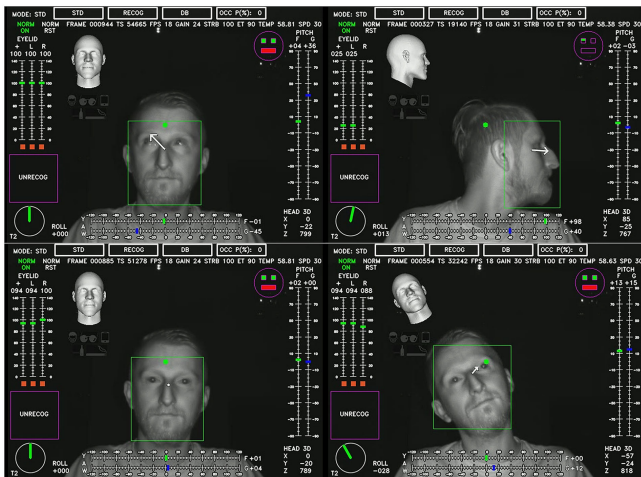 MODE: STD STD RECOG DB OCC P(%): 0
NORM NORM FRAME 000944 TS 54665 FPS 18 GAIN 24 STRB 100 ET 90 TEMP 58.81 SPD 30
ON RST
EYELID
+ L R
100 100 100
PITCH
F G
+04 +36
UNRECOG
T2
ROLL
+000
Y
A
W
F -01
G -45
HEAD 3D
X 0
Y -22
Z 799
MODE: STD STD RECOG DB OCC P(%): 0
NORM NORM FRAME 000327 TS 19140 FPS 18 GAIN 31 STRB 100 ET 90 TEMP 58.38 SPD 30
ON RST
EYELID
+ L R
025 025
PITCH
F G
+02 -03
UNRECOG
T2
ROLL
+013
Y
A
W
F +98
G +40
HEAD 3D
X 85
Y -25
Z 767
MODE: STD STD RECOG DB OCC P(%): 0
NORM NORM FRAME 000885 TS 51278 FPS 18 GAIN 30 STRB 100 ET 90 TEMP 58.81 SPD 30
ON RST
EYELID
+ L R
094 094 100
PITCH
F G
+02 +00
UNRECOG
T2
ROLL
+000
Y
A
W
F +01
G +04
HEAD 3D
X 0
Y -20
Z 789
MODE: STD STD RECOG DB OCC P(%): 0
NORM NORM FRAME 000554 TS 32242 FPS 18 GAIN 30 STRB 100 ET 90 TEMP 58.63 SPD 30
ON RST
EYELID
+ L R
094 094 088
PITCH
F G
+13 +15
UNRECOG
T2
ROLL
-028
Y
A
W
F +00
G +12
HEAD 3D
X -57
Y -24
Z 818